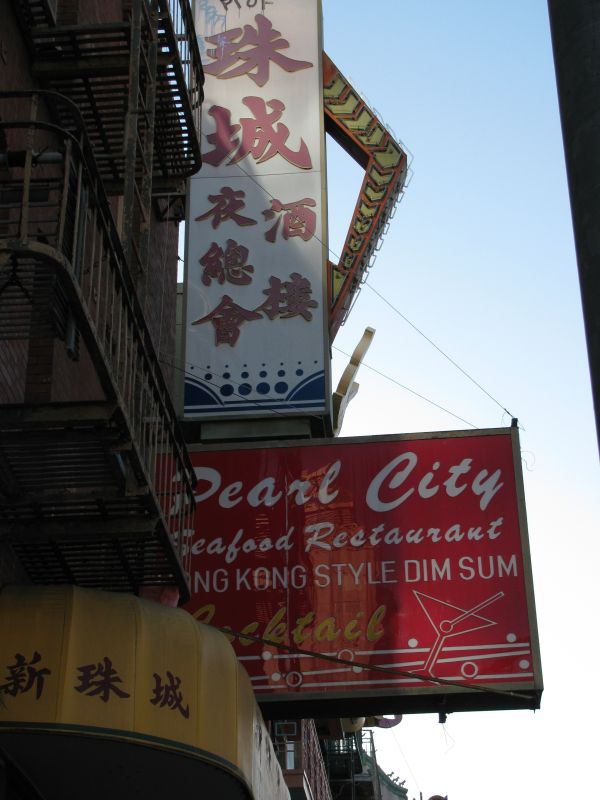 珠城
酒樓
夜總會
Pearl City
Seafood Restaurant
NG KONG STYLE DIM SUM
Cocktail
新珠城